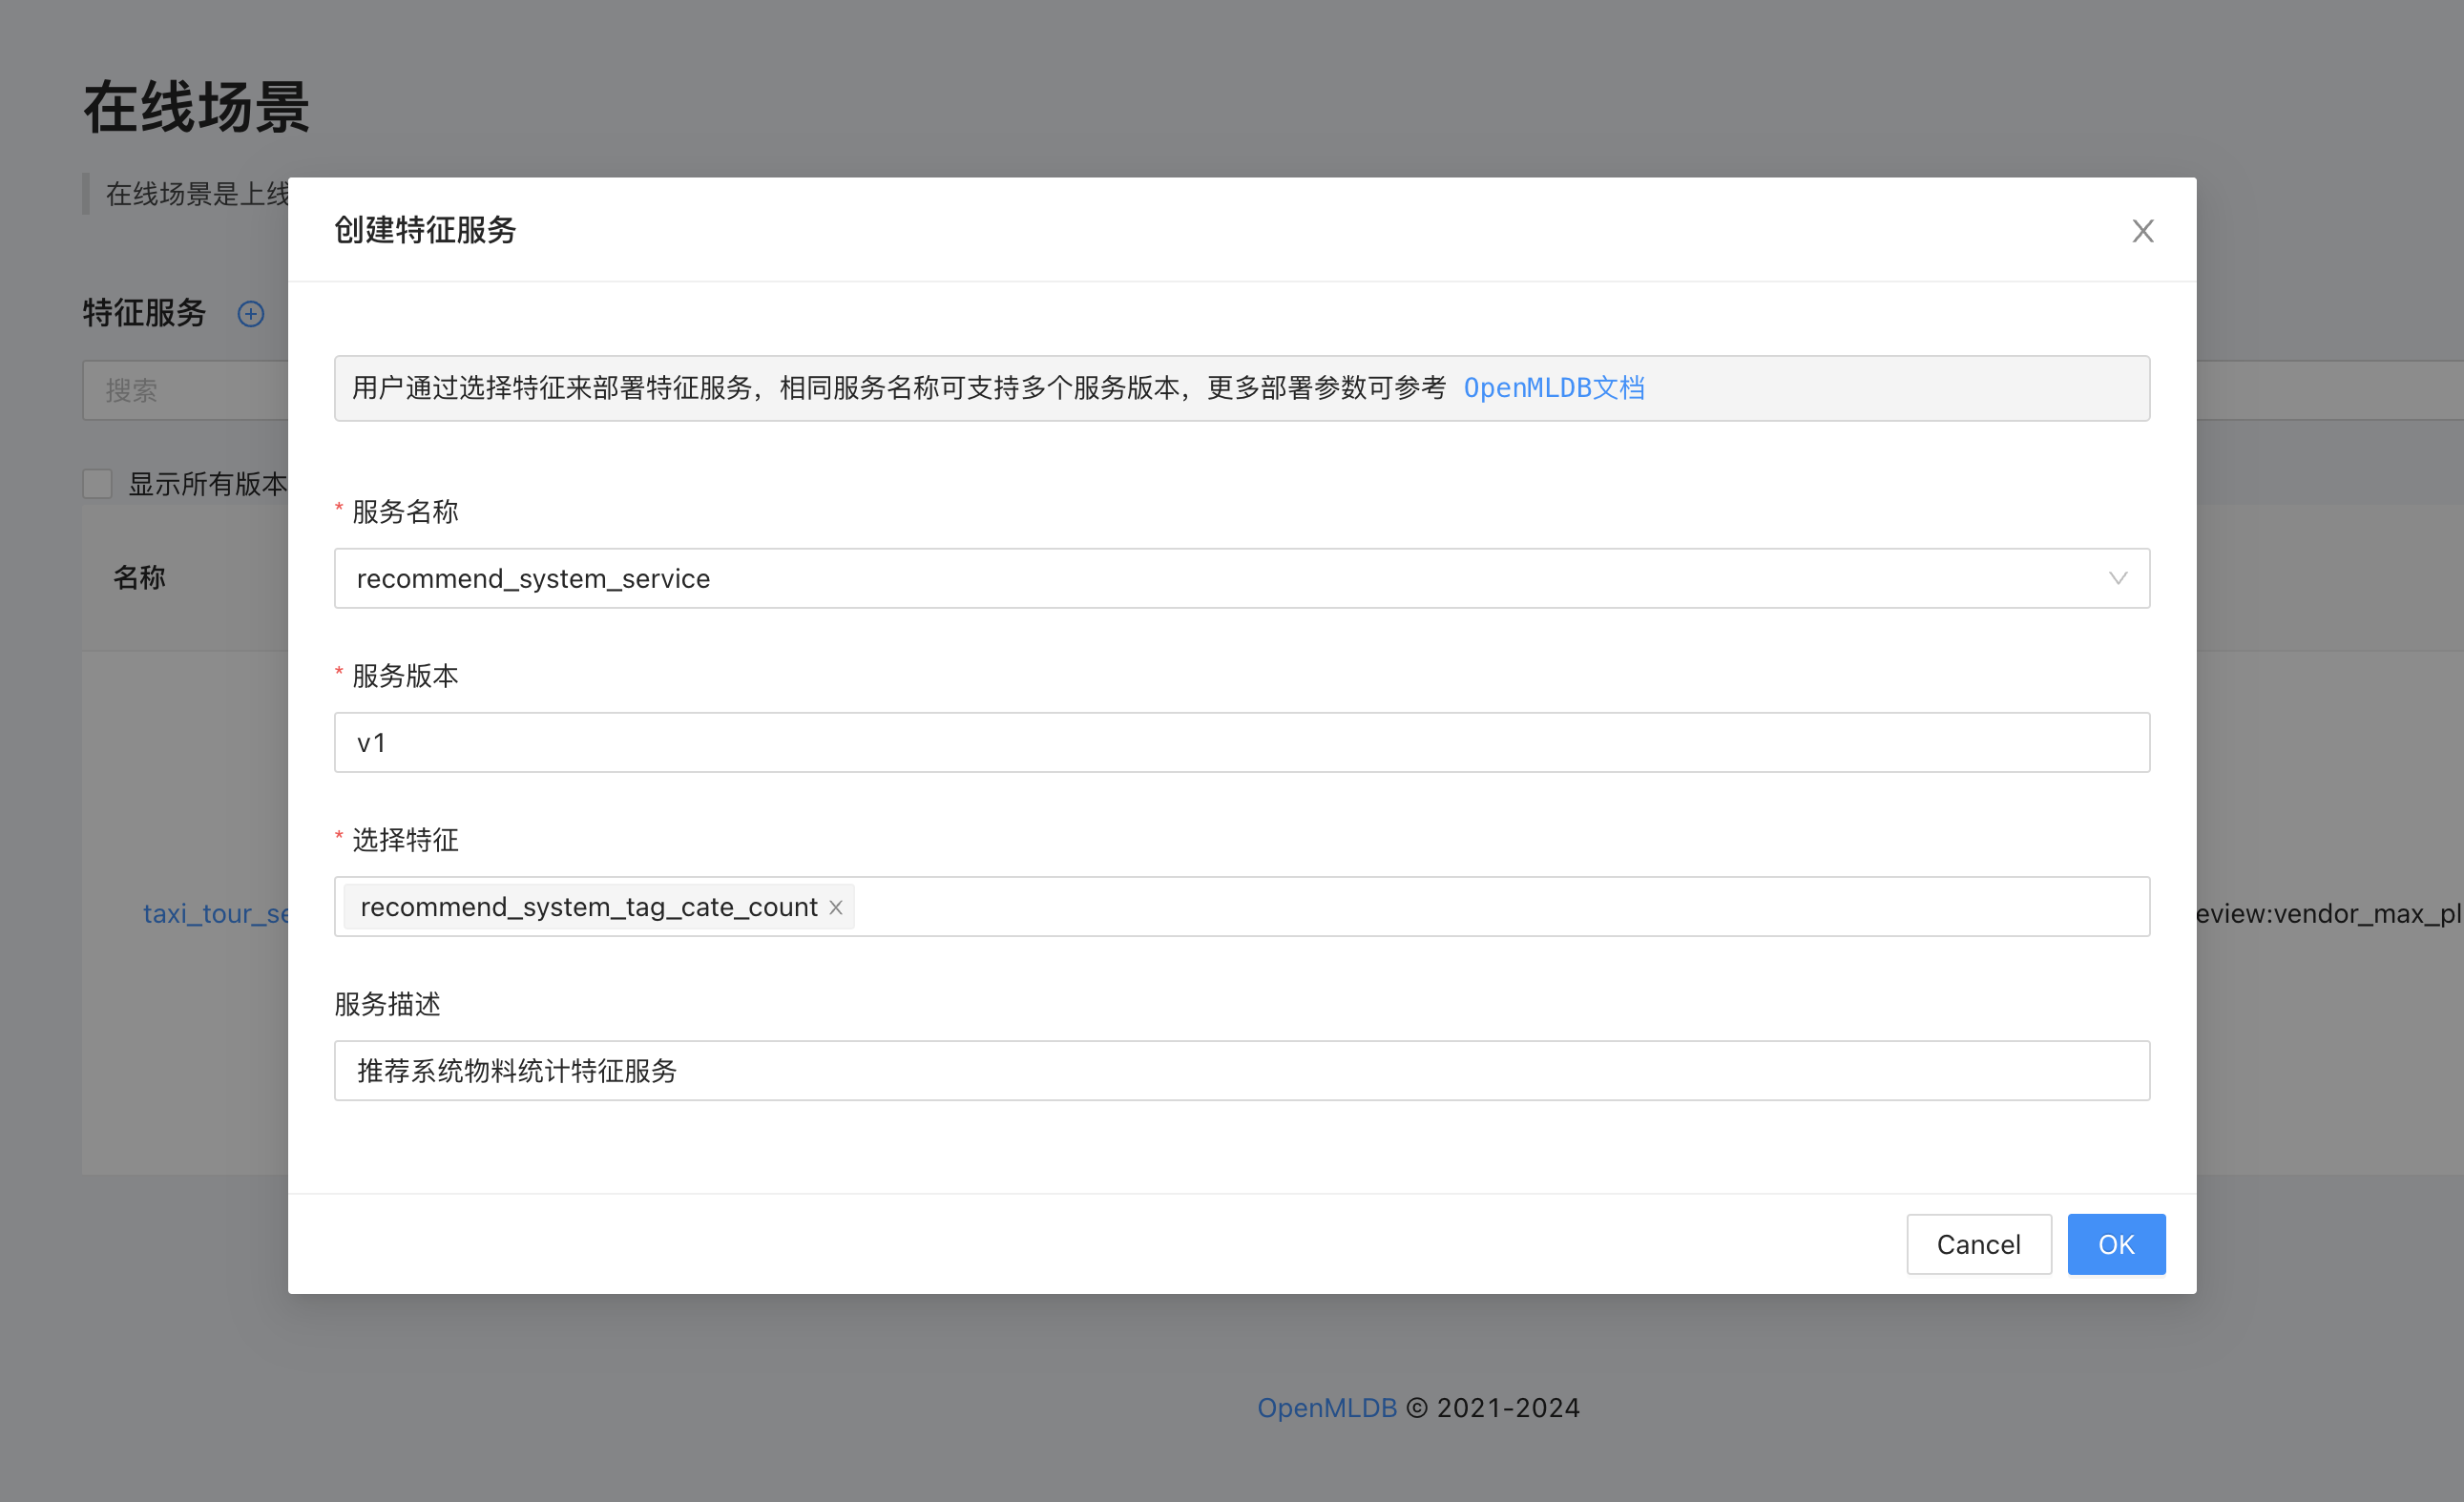 在线场景
在线场景是上线
创建特征服务
特征服务
用户通过选择特征来部署特征服务，相同服务名称可支持多个服务版本，更多部署参数可参考 OpenMLDB文档
搜索
显示所有版本
* 服务名称
名称
recommend_system_service
* 服务版本
v1
* 选择特征
recommend_system_tag_cate_count
taxi_tour_se
eview:vendor_max_pl
服务描述
推荐系统物料统计特征服务
Cancel OK
OpenMLDB © 2021-2024